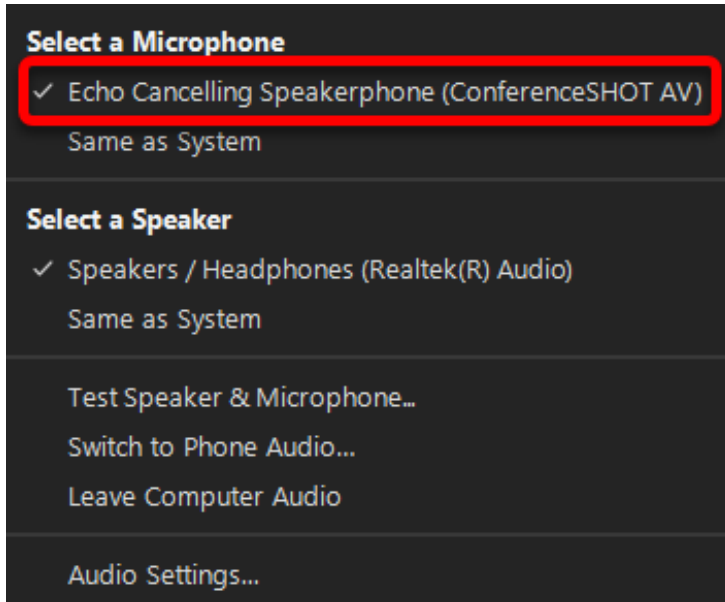 Select a Microphone
✓ Echo Cancelling Speakerphone (ConferenceSHOT AV)
Same as System
Select a Speaker
✓ Speakers / Headphones (Realtek(R) Audio)
Same as System
Test Speaker & Microphone...
Switch to Phone Audio...
Leave Computer Audio
Audio Settings...